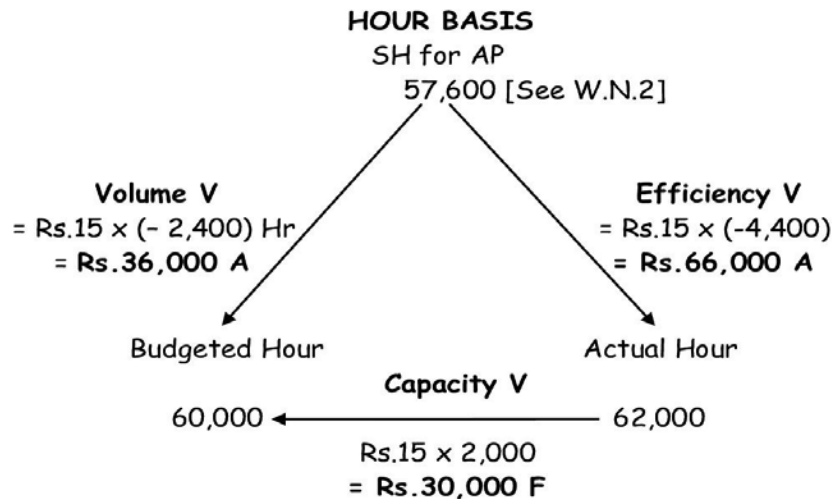 HOUR BASIS
SH for AP
57,600 [See W.N.2]
Volume V
= Rs.15 x (- 2,400) Hr
= Rs.36,000 A
Efficiency V
= Rs.15 x (-4,400)
= Rs.66,000 A
Budgeted Hour
Actual Hour
Capacity V
60,000
62,000
Rs.15 x 2,000
= Rs.30,000 F